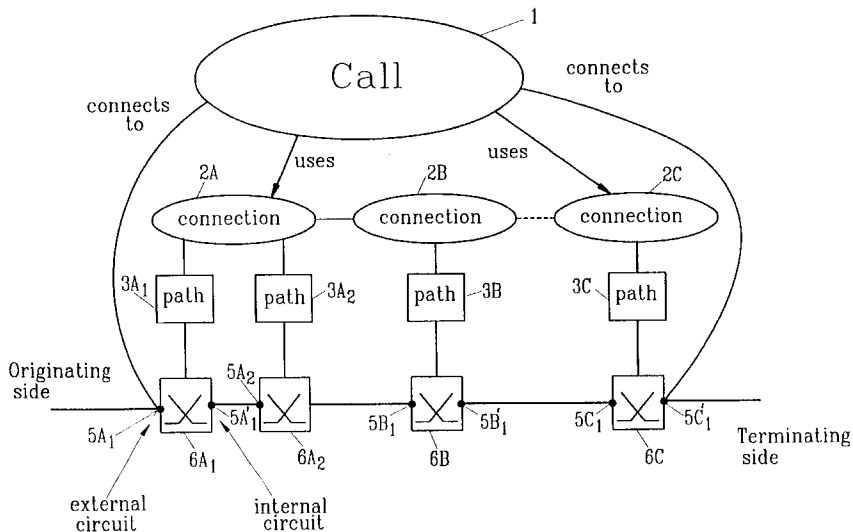 1
Call
connects
to
connects
to
uses
uses
2A
2B
2C
connection
connection
connection
3A₁
path
path
3A₂
path
3B
3C
path
Originating
side
5A₂
5A₁
5A'₁
5B₁
5B'₁
5C₁
5C'₁
6A₁
6A₂
6B
6C
Terminating
side
external
circuit
internal
circuit